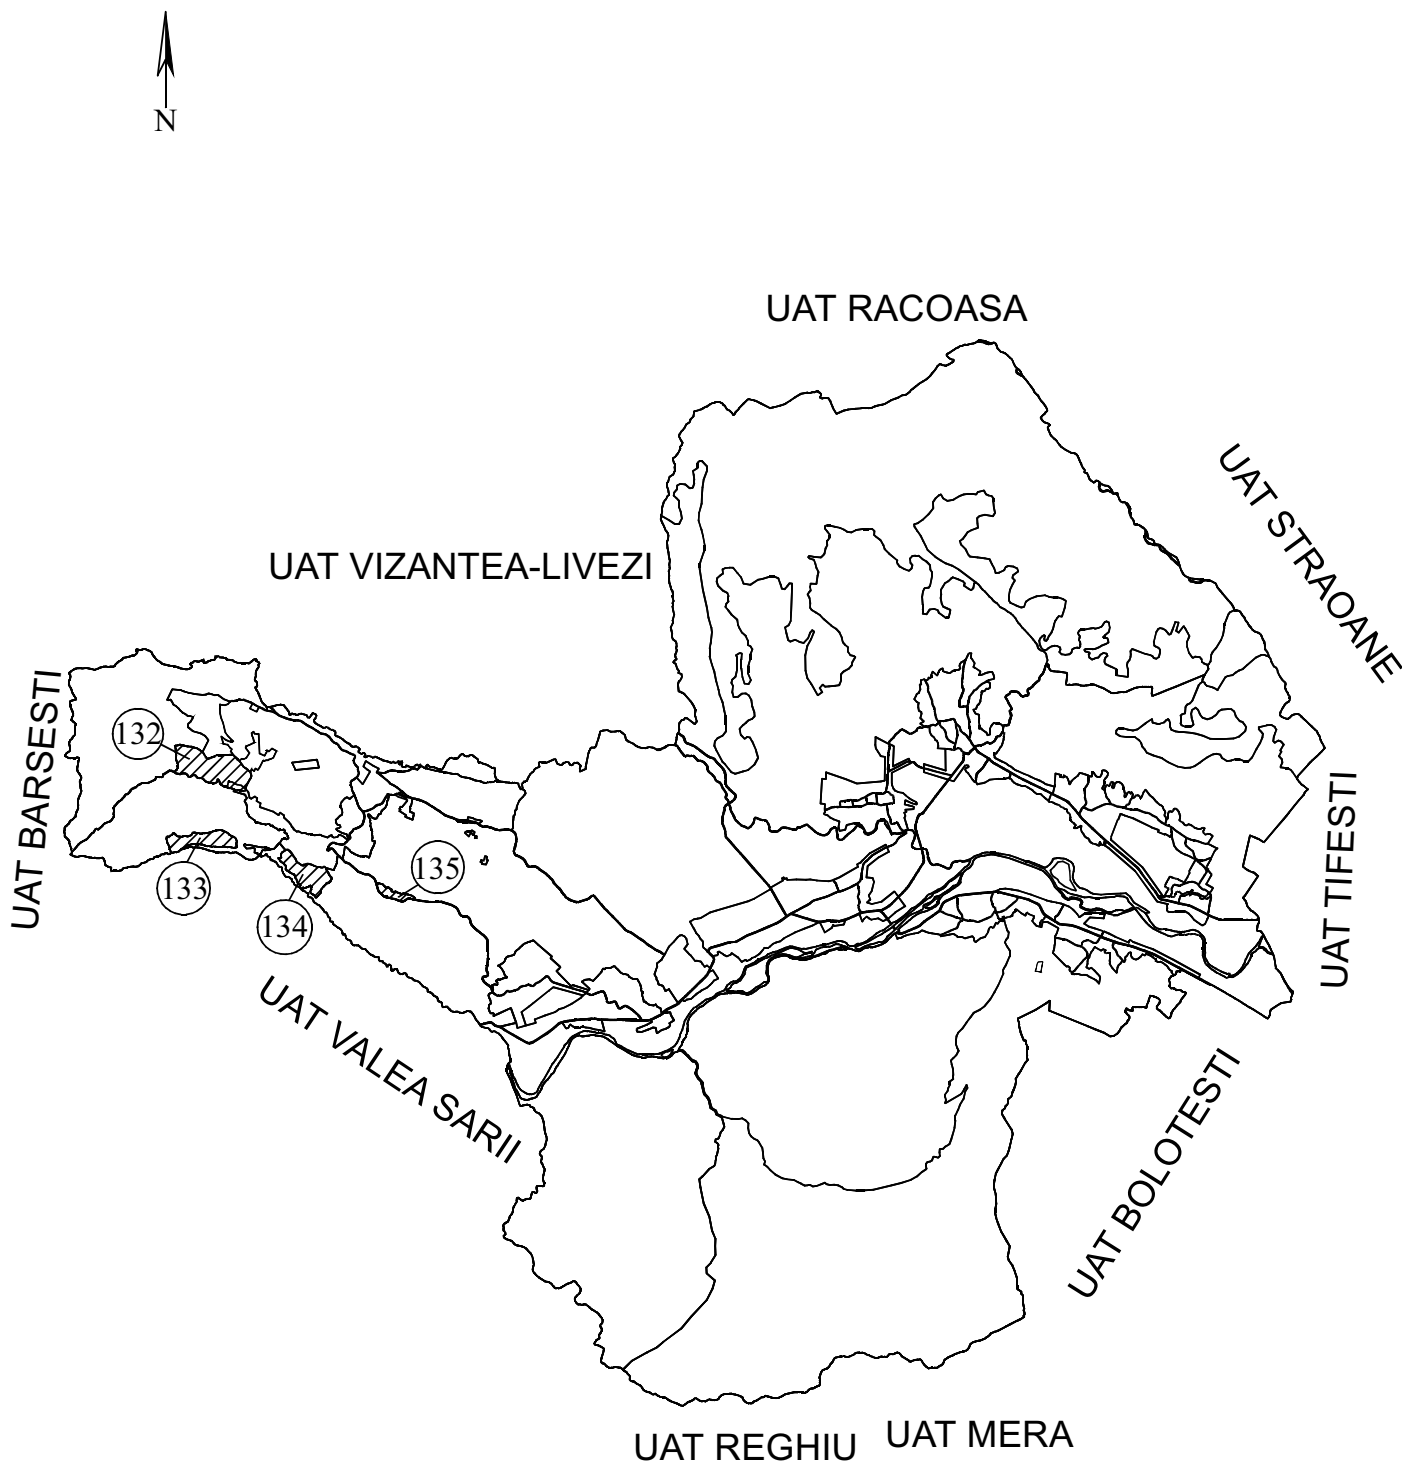 N
UAT RACOASA
UAT STRAOANE
UAT VIZANTEA-LIVEZI
UAT BARSESTI
132
133
134
135
UAT TIFESTI
UAT VALEA SARII
UAT BOLOTESTI
UAT REGHIU
UAT MERA